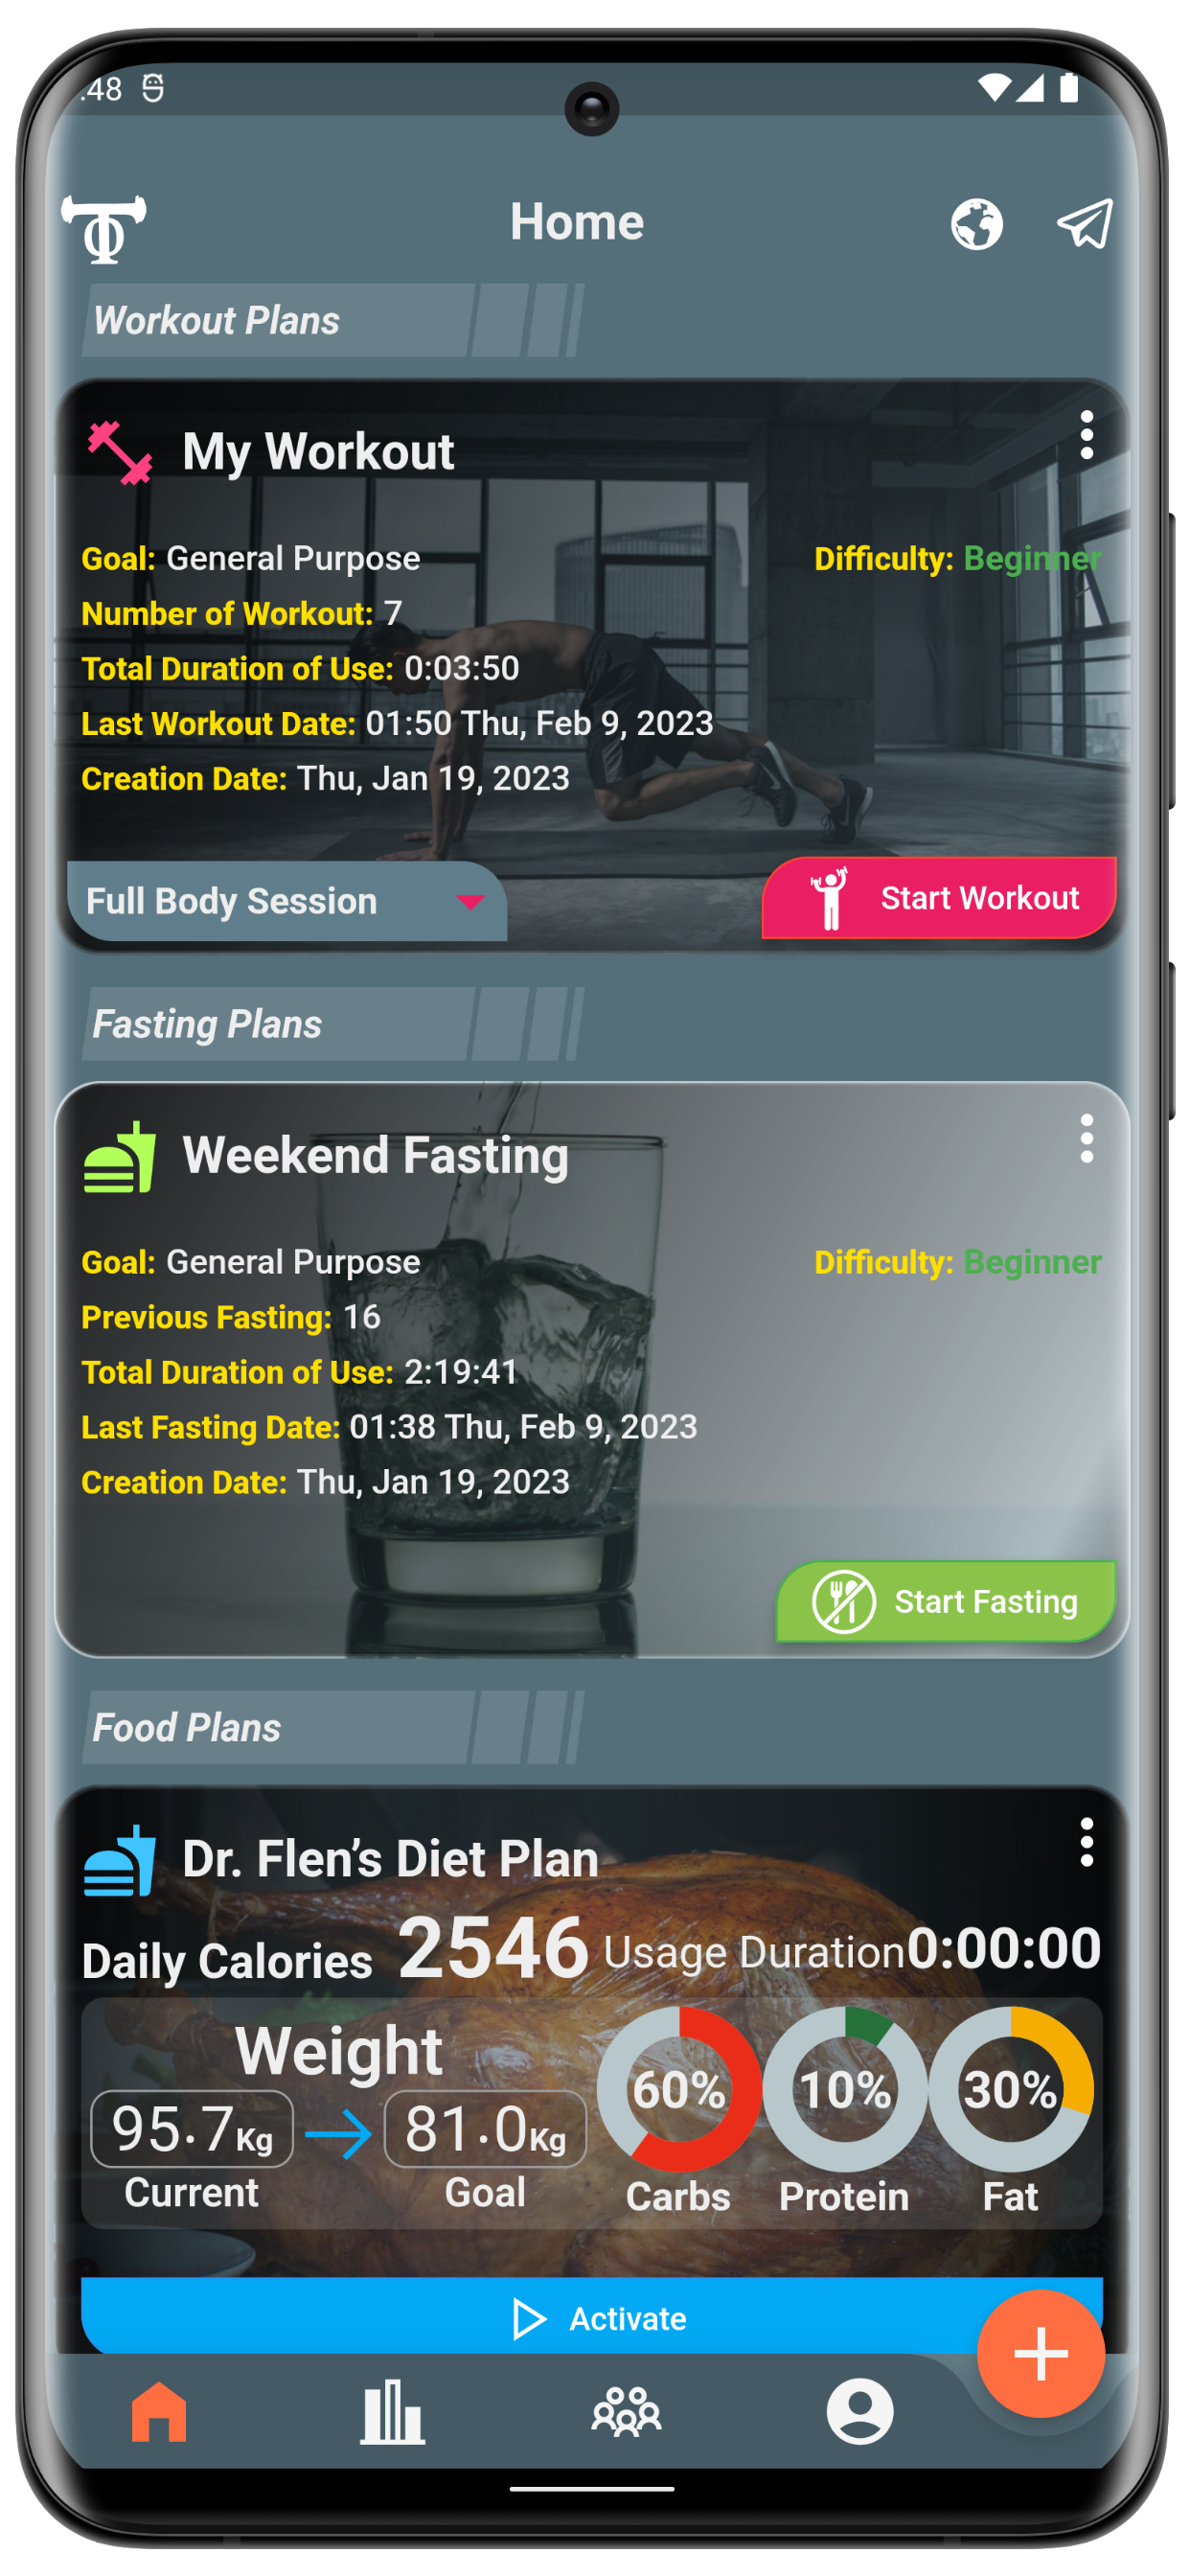 :48
Home
Workout Plans
My Workout
Goal: General Purpose Difficulty: Beginner
Number of Workout: 7
Total Duration of Use: 0:03:50
Last Workout Date: 01:50 Thu, Feb 9, 2023
Creation Date: Thu, Jan 19, 2023
Full Body Session Start Workout
Fasting Plans
Weekend Fasting
Goal: General Purpose Difficulty: Beginner
Previous Fasting: 16
Total Duration of Use: 2:19:41
Last Fasting Date: 01:38 Thu, Feb 9, 2023
Creation Date: Thu, Jan 19, 2023
Start Fasting
Food Plans
Dr. Flen’s Diet Plan
Daily Calories 2546 Usage Duration 0:00:00
Weight
95.7Kg 81.0Kg 60% 10% 30%
Current Goal Carbs Protein Fat
Activate